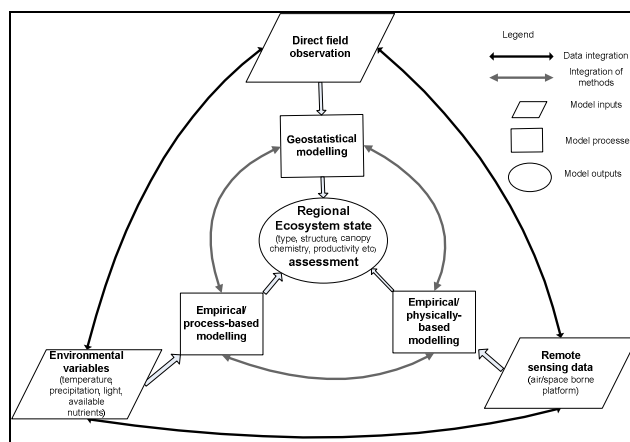 Direct field
observation
Legend
Data integration
Integration of
methods
Model inputs
Model processe
Model outputs
Geostatistical
modelling
Regional
Ecosystem state
(type, structure, canopy
chemistry, productivity etc)
assessment
Empirical/
process-based
modelling
Empirical/
physically-
based
modelling
Environmental
variables
(temperature,
precipitation, light,
available
nutrients)
Remote
sensing data
(air/space borne
platform)